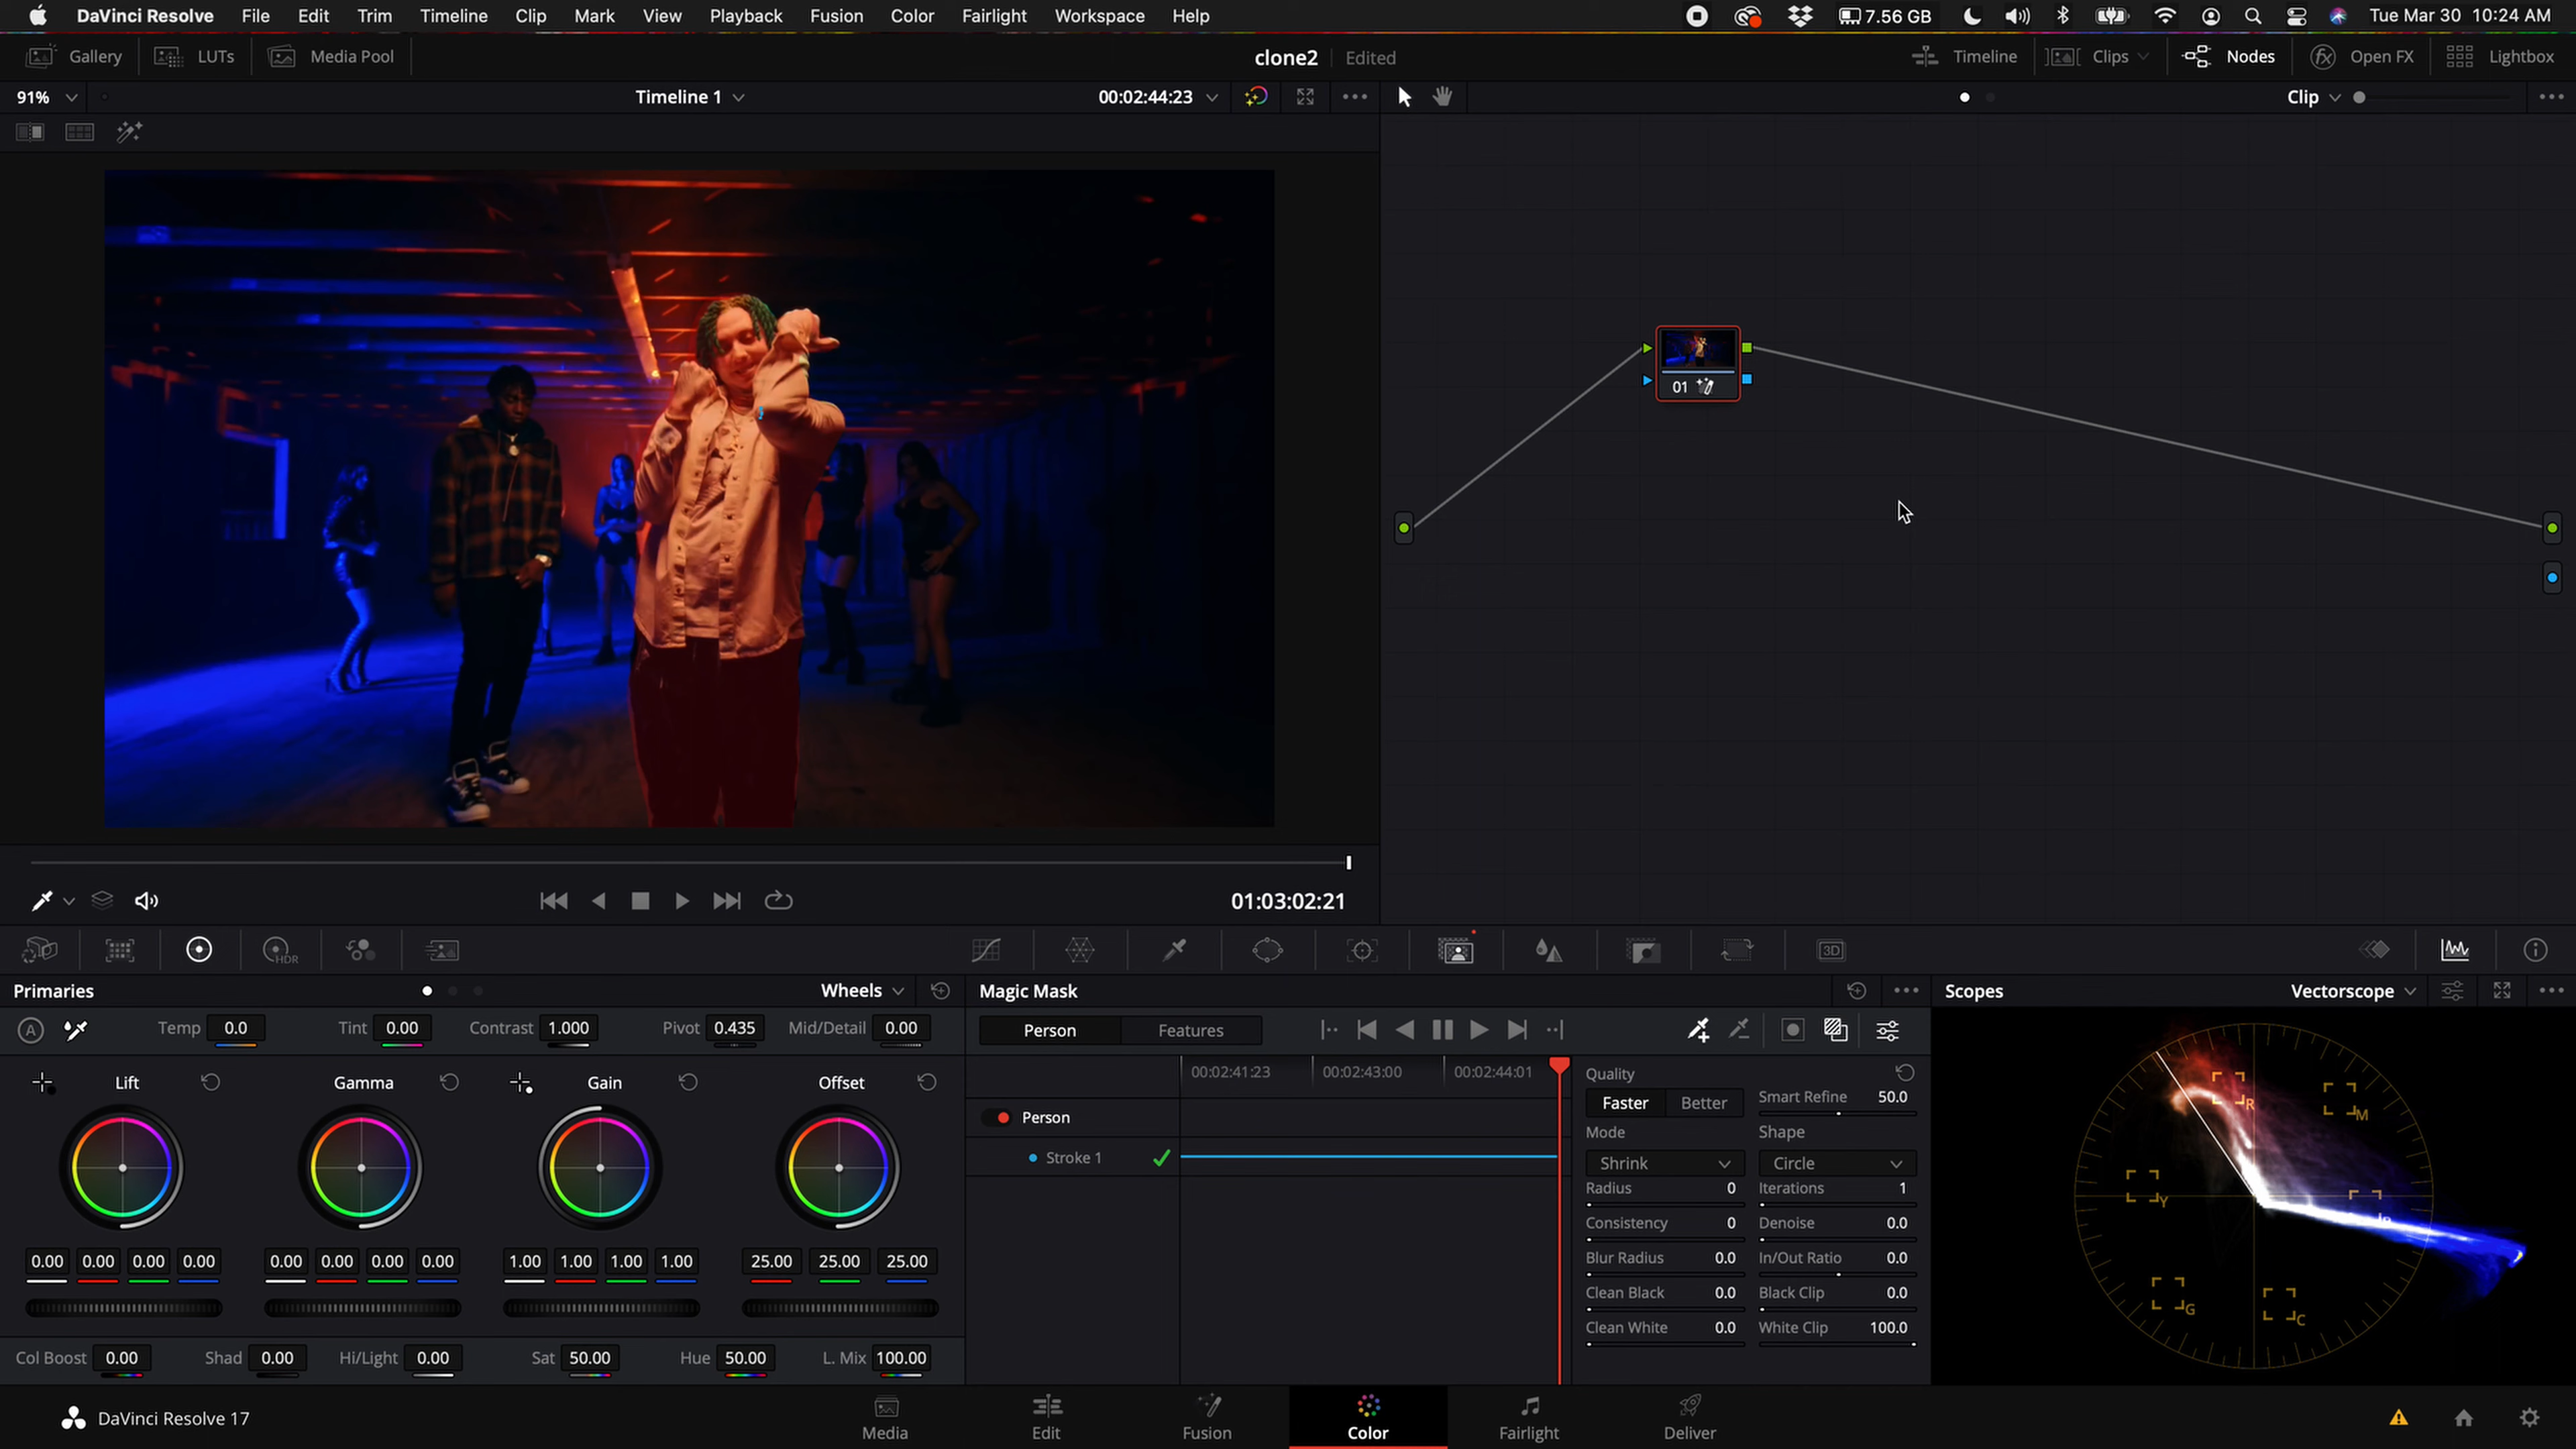 DaVinci Resolve File Edit Trim Timeline Clip Mark View Playback Fusion Color Fairlight Workspace Help 7.56 GB Tue Mar 30 10:24 AM
Gallery LUTs Media Pool clone2 Edited Timeline Clips Nodes Open FX Lightbox
91% Timeline 1 00:02:44:23 Clip
01
01:03:02:21
HDR 3D
Primaries Wheels Magic Mask Scopes Vectorscope
A Temp 0.0 Tint 0.00 Contrast 1.000 Pivot 0.435 Mid/Detail 0.00 Person Features
Lift Gamma Gain Offset
00:02:41:23 00:02:43:00 00:02:44:01
Person
Stroke 1
Quality
Faster Better Smart Refine 50.0
Mode Shape
Shrink Circle
Radius 0 Iterations 1
Consistency 0 Denoise 0.0
Blur Radius 0.0 In/Out Ratio 0.0
Clean Black 0.0 Black Clip 0.0
Clean White 0.0 White Clip 100.0
R M Y B G C
0.00 0.00 0.00 0.00 0.00 0.00 0.00 0.00 1.00 1.00 1.00 1.00 25.00 25.00 25.00
Col Boost 0.00 Shad 0.00 Hi/Light 0.00 Sat 50.00 Hue 50.00 L. Mix 100.00
DaVinci Resolve 17 Media Edit Fusion Color Fairlight Deliver